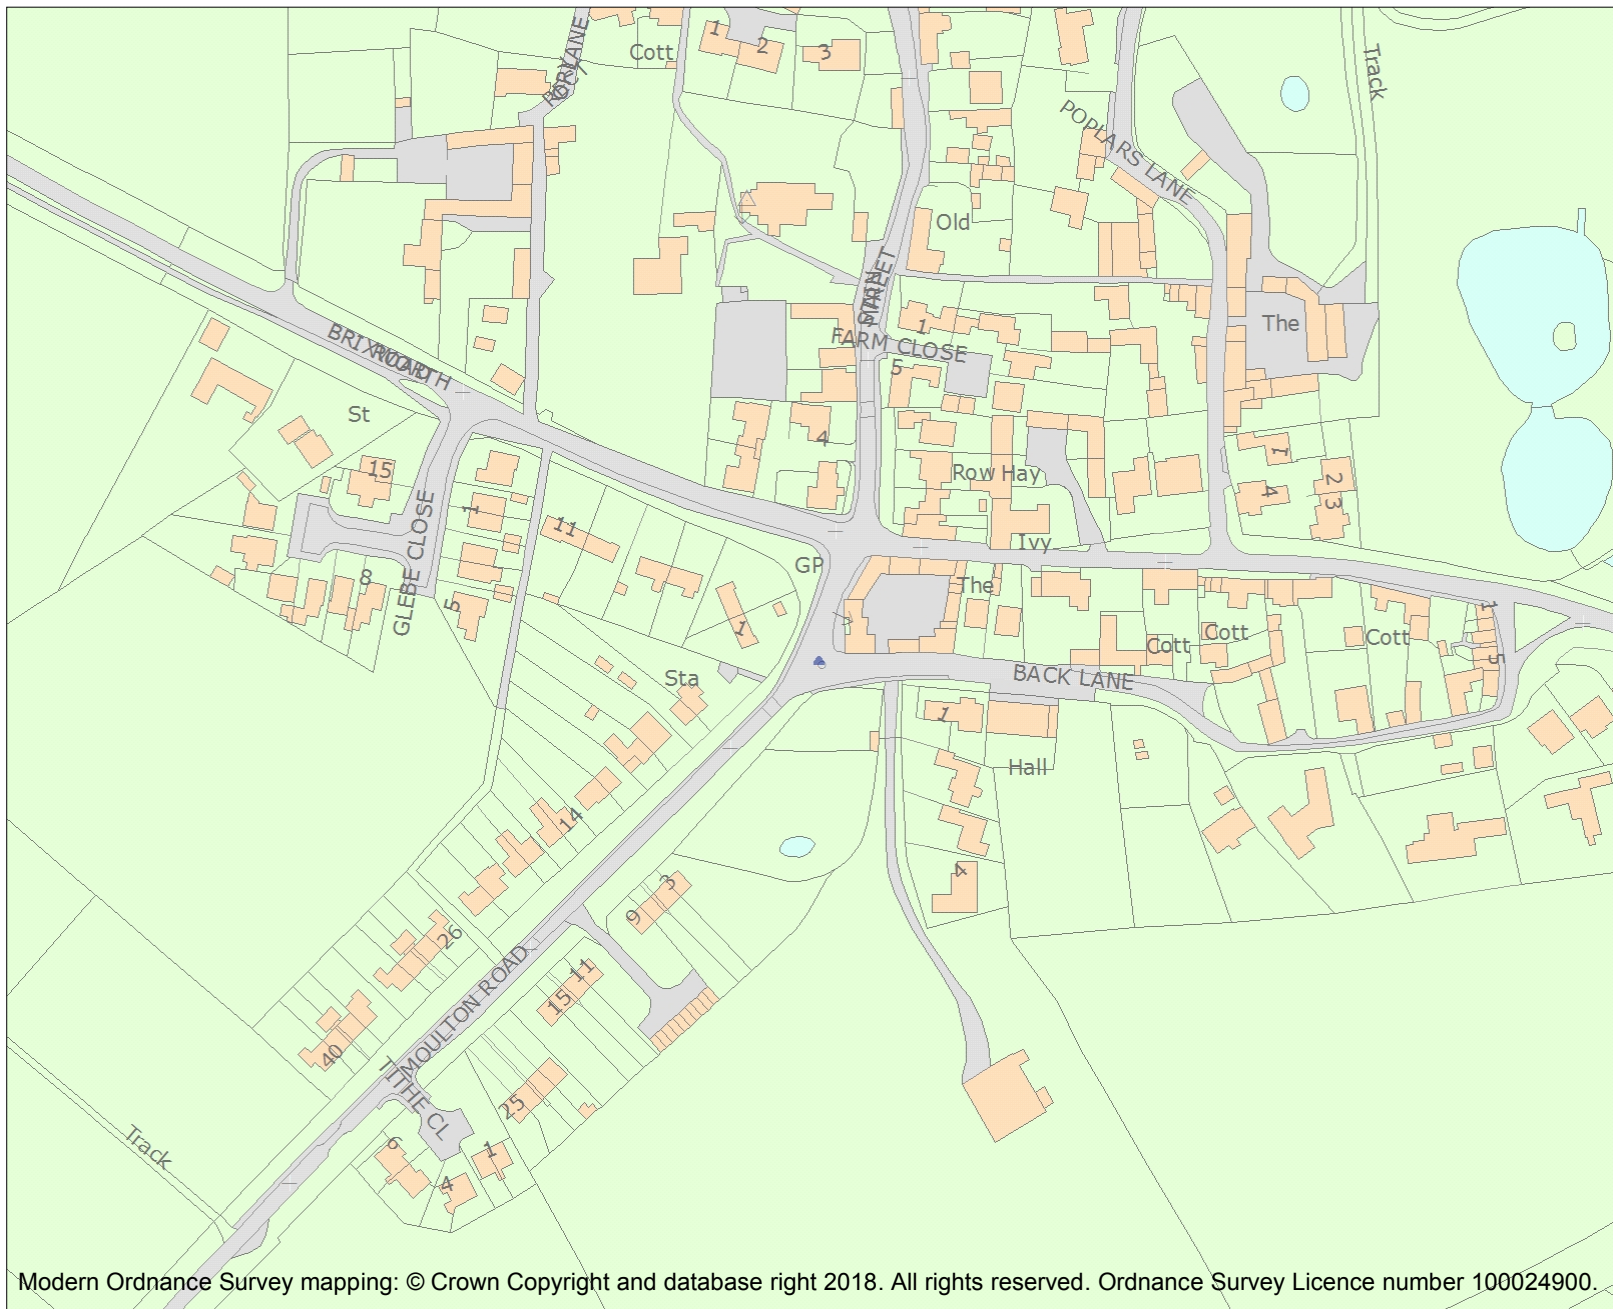 Cott
1
2
3
Track
POPLARS LANE
Old
The
FARM CLOSE
1
5
BRIXWORTH
ROAD
St
4
15
Row Hay
1
4
2
3
GLEBE CLOSE
1
11
GP
Ivy
The
8
5
1
Cott
Cott
Cott
1
5
Sta
BACK LANE
1
Hall
14
4
3
9
26
11
15
MOULTON ROAD
40
TITHE CL
25
Track
6
1
4
Modern Ordnance Survey mapping: © Crown Copyright and database right 2018. All rights reserved. Ordnance Survey Licence number 100024900.